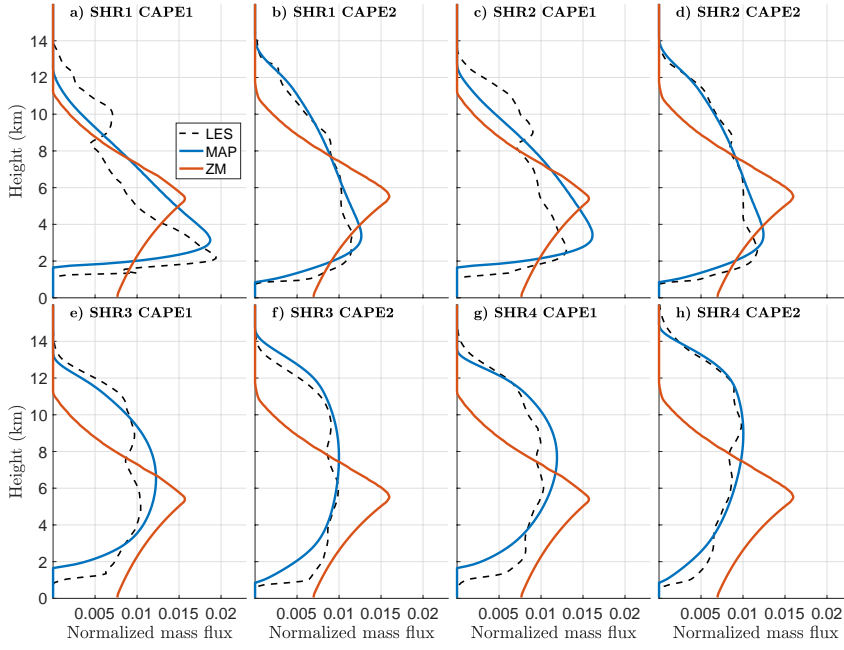 a) SHR1 CAPE1
b) SHR1 CAPE2
c) SHR2 CAPE1
d) SHR2 CAPE2
14
12
10
8
6
4
2
0
Height (km)
LES
MAP
ZM
e) SHR3 CAPE1
f) SHR3 CAPE2
g) SHR4 CAPE1
h) SHR4 CAPE2
14
12
10
8
6
4
2
0
Height (km)
0.005 0.01 0.015 0.02
0.005 0.01 0.015 0.02
0.005 0.01 0.015 0.02
0.005 0.01 0.015 0.02
Normalized mass flux
Normalized mass flux
Normalized mass flux
Normalized mass flux